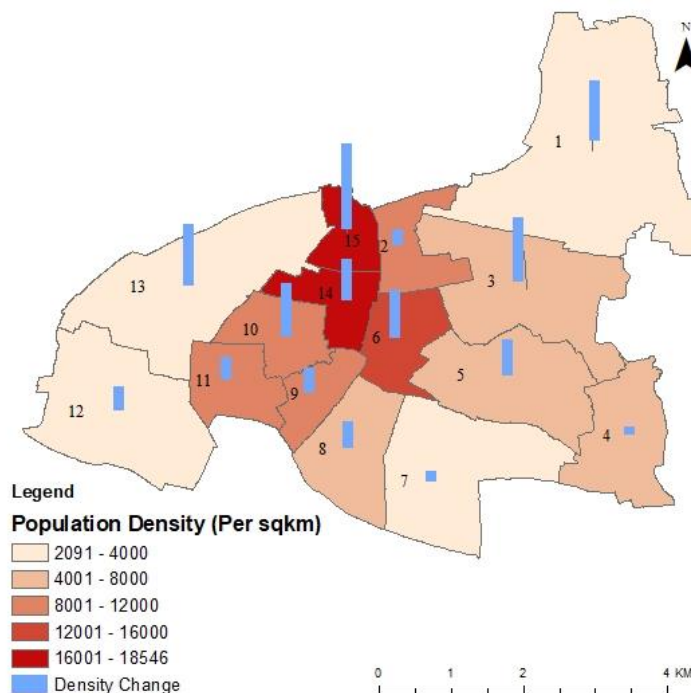 N
1
15
2
13
3
14
10
6
5
11
9
12
4
8
7
Legend
Population Density (Per sqkm)
2091 - 4000
4001 - 8000
8001 - 12000
12001 - 16000
16001 - 18546
Density Change
0 1 2 4 KM